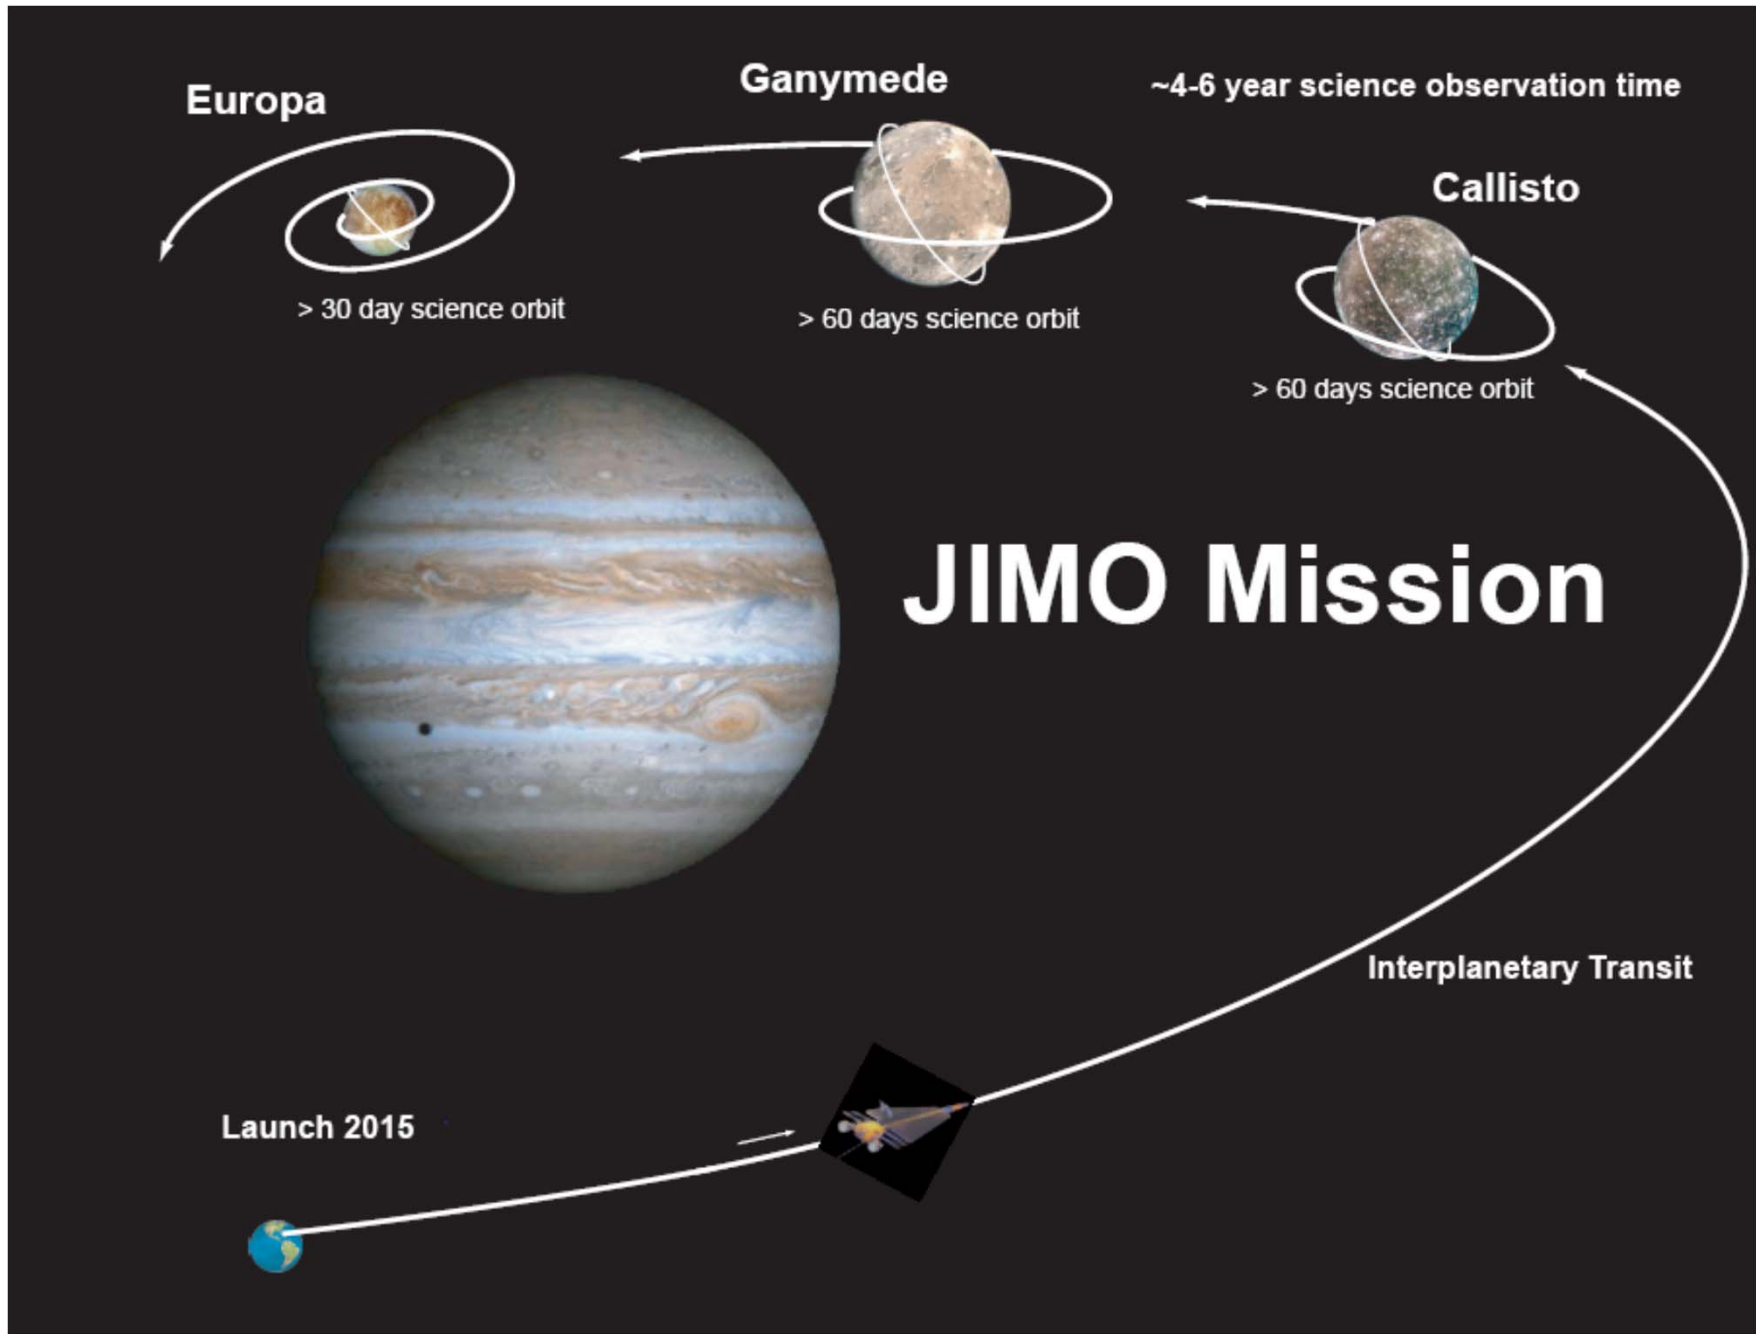 Europa
Ganymede
~4-6 year science observation time
Callisto
> 30 day science orbit
> 60 days science orbit
> 60 days science orbit
JIMO Mission
Interplanetary Transit
Launch 2015